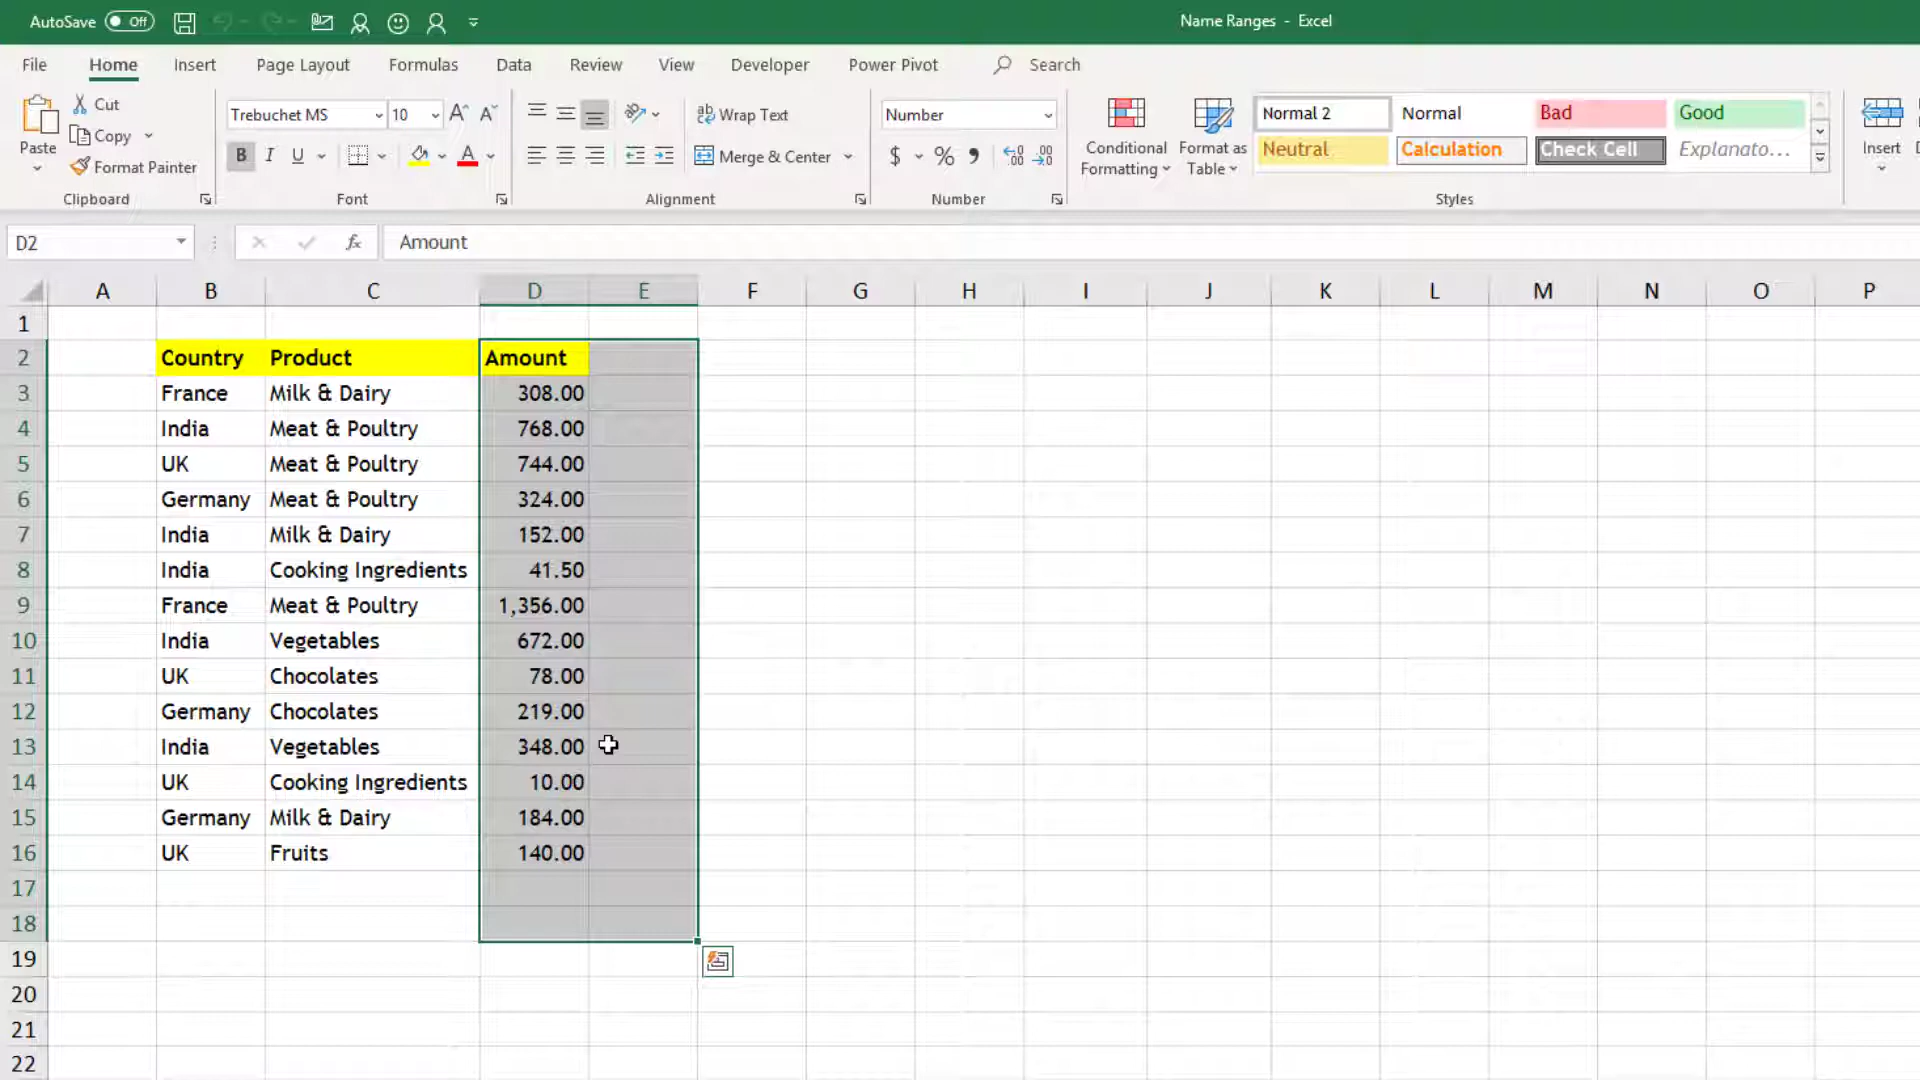 AutoSave Off Name Ranges - Excel
File Home Insert Page Layout Formulas Data Review View Developer Power Pivot Search
Paste Cut Copy Format Painter Clipboard
Trebuchet MS 10 B I U Font
Wrap Text Merge & Center Alignment
Number $ % Number
Conditional Formatting Format as Table
Normal 2 Normal Bad Good
Neutral Calculation Check Cell Explanato...
Styles
Insert
D2 fx Amount
A B C D E F G H I J K L M N O P
1
2 Country Product Amount
3 France Milk & Dairy 308.00
4 India Meat & Poultry 768.00
5 UK Meat & Poultry 744.00
6 Germany Meat & Poultry 324.00
7 India Milk & Dairy 152.00
8 India Cooking Ingredients 41.50
9 France Meat & Poultry 1,356.00
10 India Vegetables 672.00
11 UK Chocolates 78.00
12 Germany Chocolates 219.00
13 India Vegetables 348.00
14 UK Cooking Ingredients 10.00
15 Germany Milk & Dairy 184.00
16 UK Fruits 140.00
17
18
19
20
21
22